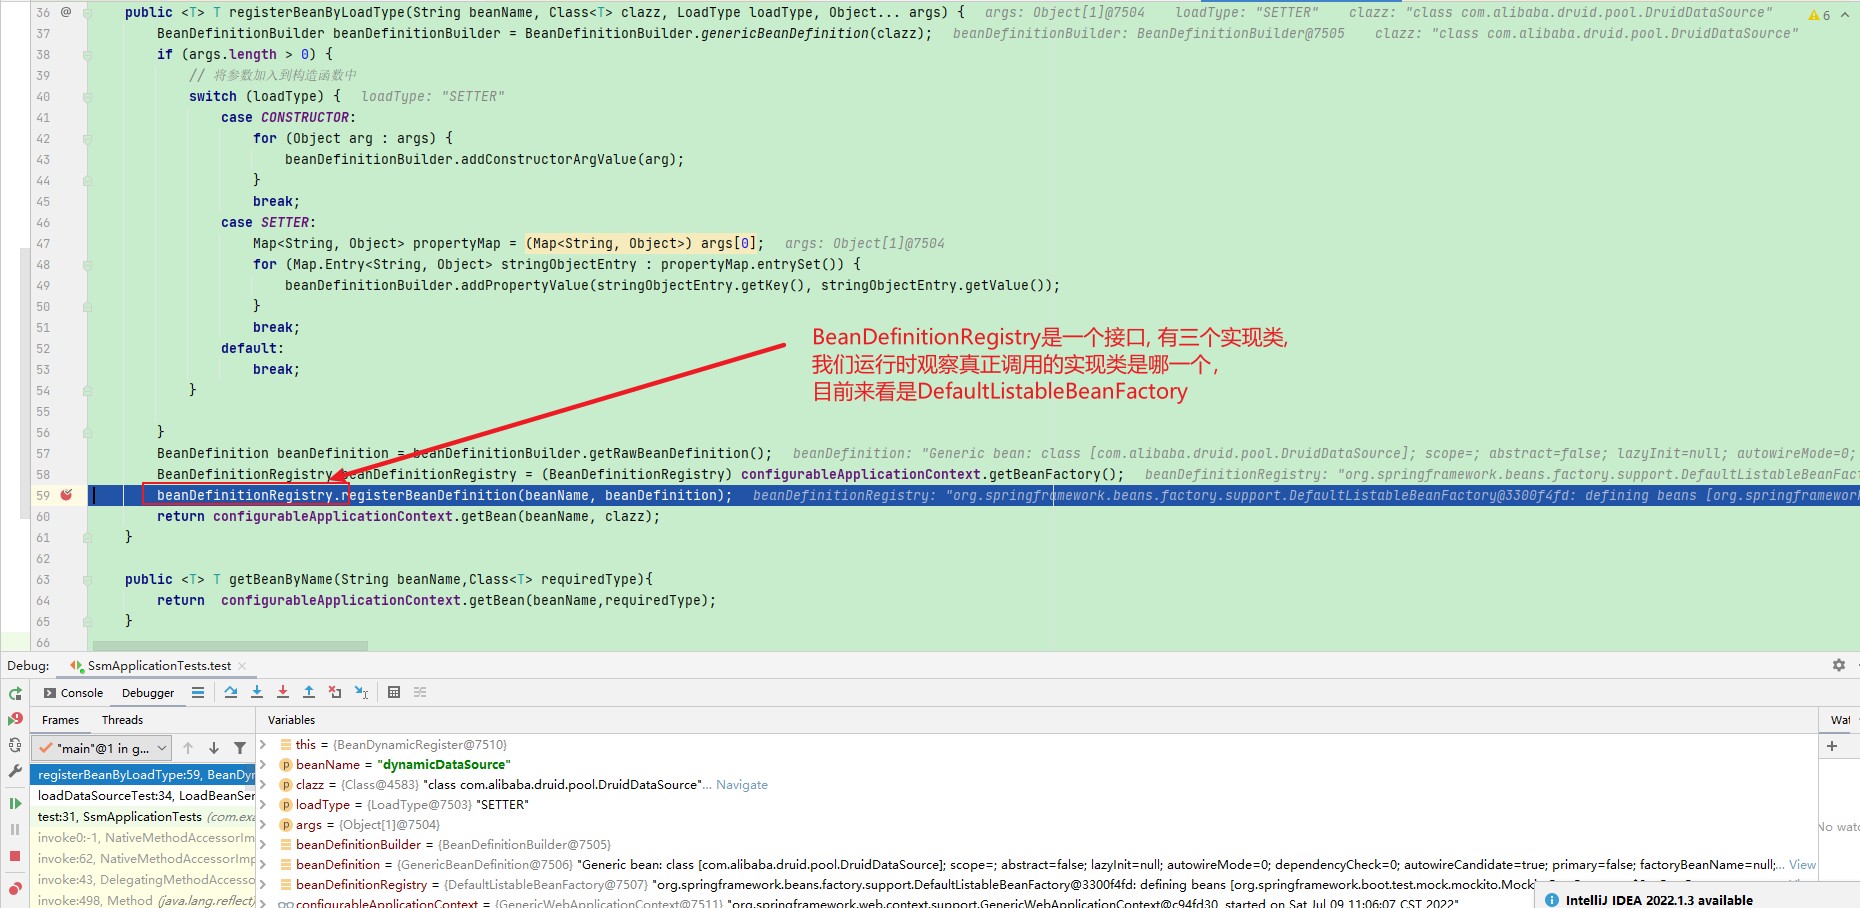 36 @ public <T> T registerBeanByLoadType(String beanName, Class<T> clazz, LoadType loadType, Object... args) { args: Object[1]@7504 loadType: "SETTER" clazz: "class com.alibaba.druid.pool.DruidDataSource" 6
37 BeanDefinitionBuilder beanDefinitionBuilder = BeanDefinitionBuilder.genericBeanDefinition(clazz); beanDefinitionBuilder: BeanDefinitionBuilder@7505 clazz: "class com.alibaba.druid.pool.DruidDataSource"
38 if (args.length > 0) {
39 // 将参数加入到构造函数中
40 switch (loadType) { loadType: "SETTER"
41 case CONSTRUCTOR:
42 for (Object arg : args) {
43 beanDefinitionBuilder.addConstructorArgValue(arg);
44 }
45 break;
46 case SETTER:
47 Map<String, Object> propertyMap = (Map<String, Object>) args[0]; args: Object[1]@7504
48 for (Map.Entry<String, Object> stringObjectEntry : propertyMap.entrySet()) {
49 beanDefinitionBuilder.addPropertyValue(stringObjectEntry.getKey(), stringObjectEntry.getValue());
50 }
51 break;
52 default:
53 break;
54 }
55
56 }
BeanDefinitionRegistry是一个接口, 有三个实现类,
我们运行时观察真正调用的实现类是哪一个，
目前来看是DefaultListableBeanFactory
57 BeanDefinition beanDefinition = beanDefinitionBuilder.getRawBeanDefinition(); beanDefinition: "Generic bean: class [com.alibaba.druid.pool.DruidDataSource]; scope=; abstract=false; lazyInit=null; autowireMode=0;
58 BeanDefinitionRegistry beanDefinitionRegistry = (BeanDefinitionRegistry) configurableApplicationContext.getBeanFactory(); beanDefinitionRegistry: "org.springframework.beans.factory.support.DefaultListableBeanFact
59 beanDefinitionRegistry.registerBeanDefinition(beanName, beanDefinition); beanDefinitionRegistry: "org.springframework.beans.factory.support.DefaultListableBeanFactory@3300f4fd: defining beans [org.springframework
60 return configurableApplicationContext.getBean(beanName, clazz);
61 }
62
63 public <T> T getBeanByName(String beanName,Class<T> requiredType){
64 return configurableApplicationContext.getBean(beanName,requiredType);
65 }
66
Debug: SsmApplicationTests.test
Console Debugger
Frames Threads Variables Wat
"main"@1 in g...
registerBeanByLoadType:59, BeanDy
loadDataSourceTest:34, LoadBeanSer
test:31, SsmApplicationTests (com.exa
invoke0:-1, NativeMethodAccessorIm
invoke:62, NativeMethodAccessorImp
invoke:43, DelegatingMethodAccesso
invoke:498, Method (java.lang.reflect)
this = {BeanDynamicRegister@7510}
beanName = "dynamicDataSource"
clazz = {Class@4583} "class com.alibaba.druid.pool.DruidDataSource"... Navigate
loadType = {LoadType@7503} "SETTER"
args = {Object[1]@7504}
beanDefinitionBuilder = {BeanDefinitionBuilder@7505}
beanDefinition = {GenericBeanDefinition@7506} "Generic bean: class [com.alibaba.druid.pool.DruidDataSource]; scope=; abstract=false; lazyInit=null; autowireMode=0; dependencyCheck=0; autowireCandidate=true; primary=false; factoryBeanName=null;... View
beanDefinitionRegistry = {DefaultListableBeanFactory@7507} "org.springframework.beans.factory.support.DefaultListableBeanFactory@3300f4fd: defining beans [org.springframework.boot.test.mock.mockito.Mocki
configurableApplicationContext = {GenericWebApplicationContext@7511} "org.springframework.web.context.support.GenericWebApplicationContext@c94fd30, started on Sat Jul 09 11:06:07 CST 2022"
No watc
IntelliJ IDEA 2022.1.3 available